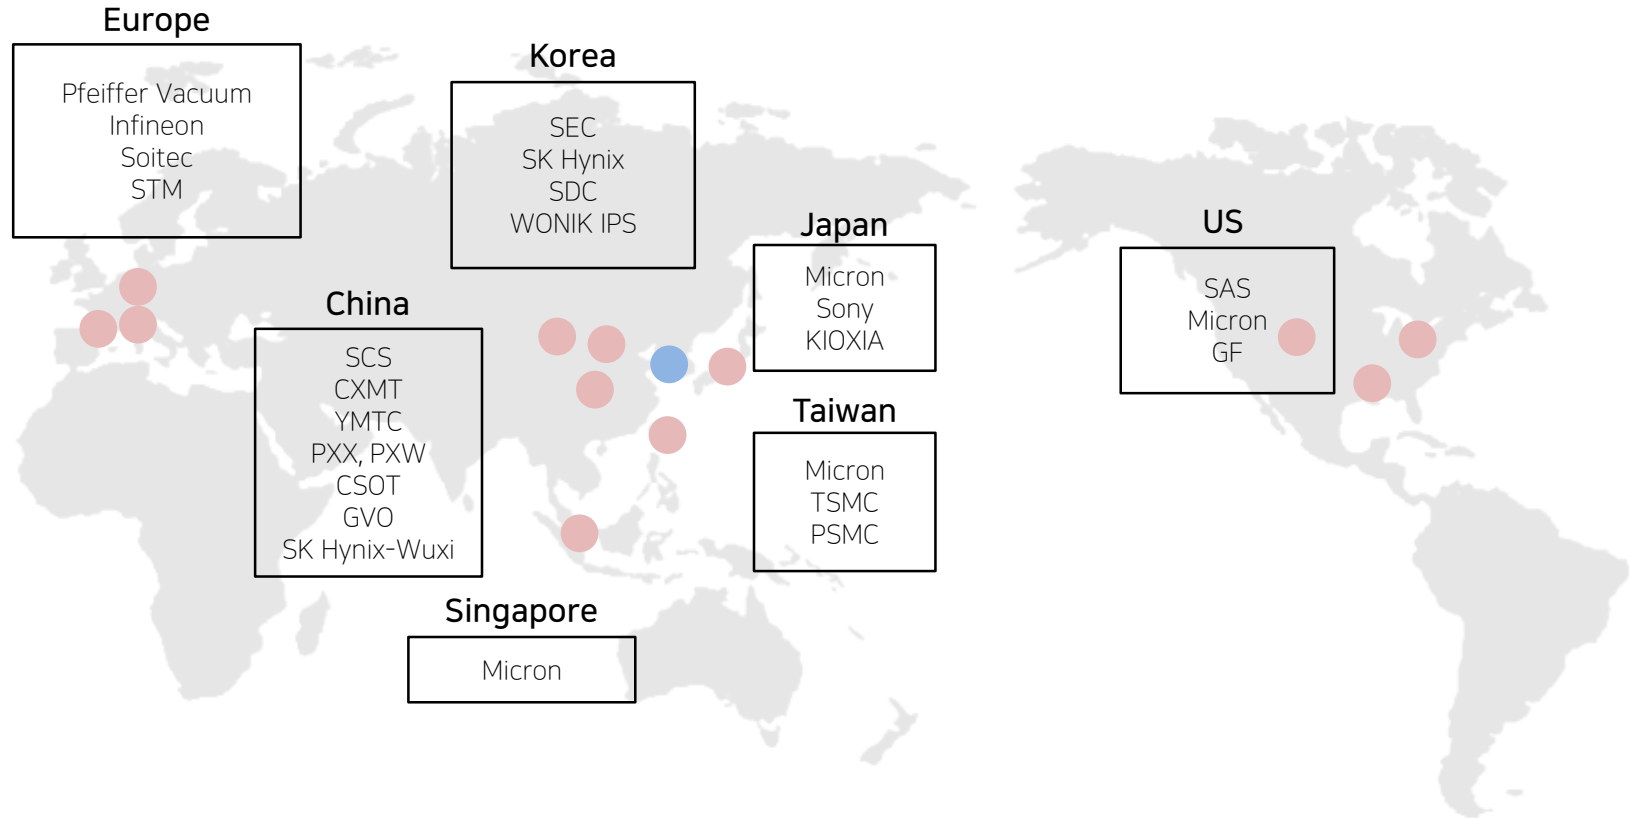 Europe
Pfeiffer Vacuum
Infineon
Soitec
STM
Korea
SEC
SK Hynix
SDC
WONIK IPS
Japan
Micron
Sony
KIOXIA
US
SAS
Micron
GF
China
SCS
CXMT
YMTC
PXX, PXW
CSOT
GVO
SK Hynix-Wuxi
Taiwan
Micron
TSMC
PSMC
Singapore
Micron